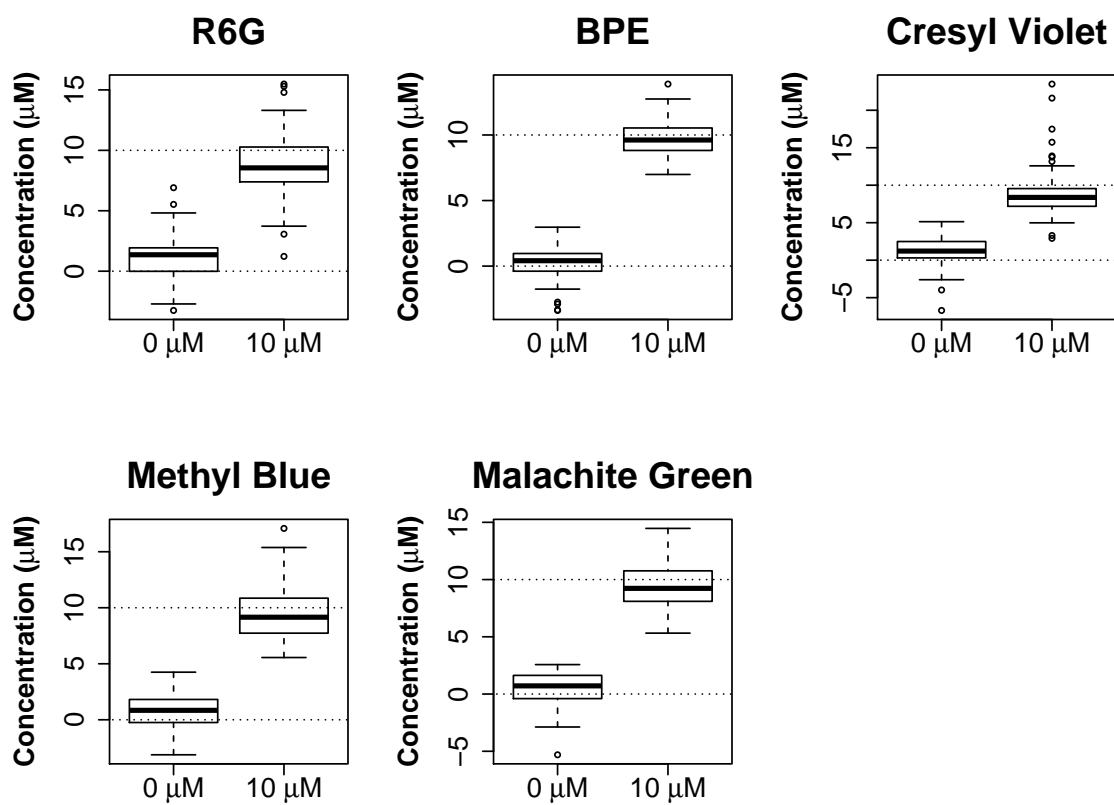 R6G
Concentration (μM)
15
10
5
0
0 μM
10 μM
BPE
Concentration (μM)
10
5
0
0 μM
10 μM
Cresyl Violet
Concentration (μM)
15
5
−5
0 μM
10 μM
Methyl Blue
Concentration (μM)
15
10
5
0
0 μM
10 μM
Malachite Green
Concentration (μM)
15
10
5
0
−5
0 μM
10 μM